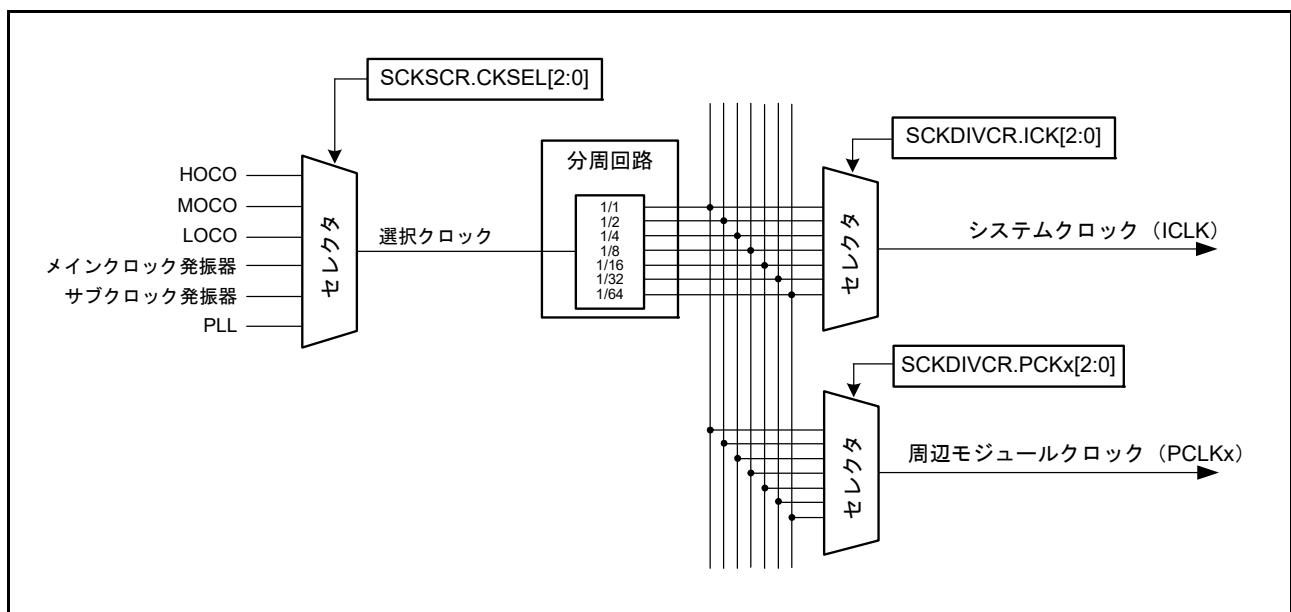 SCKSCR.CKSEL[2:0]
HOCO
MOCO
LOCO
メインクロック発振器
サブクロック発振器
PLL
セレクタ
選択クロック
分周回路
1/1
1/2
1/4
1/8
1/16
1/32
1/64
SCKDIVCR.ICK[2:0]
セレクタ
システムクロック（ICLK）
SCKDIVCR.PCKx[2:0]
セレクタ
周辺モジュールクロック（PCLKx）